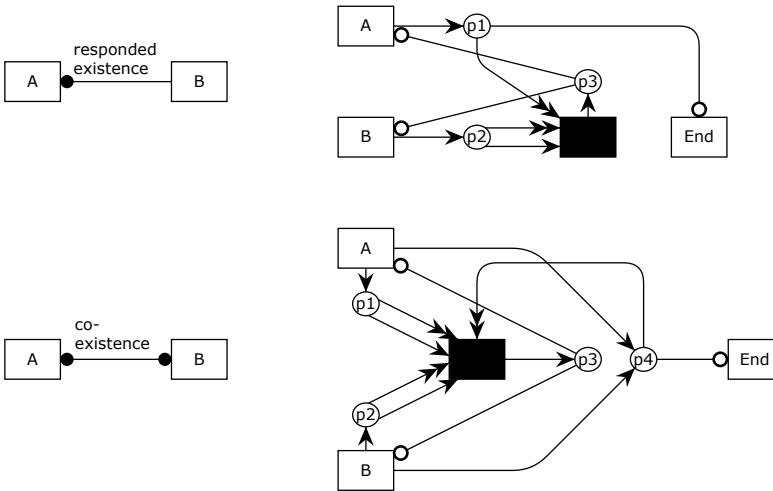 responded
existence
A
B
A
p1
p3
B
p2
End
co-
existence
A
B
A
p1
p3
p4
End
p2
B